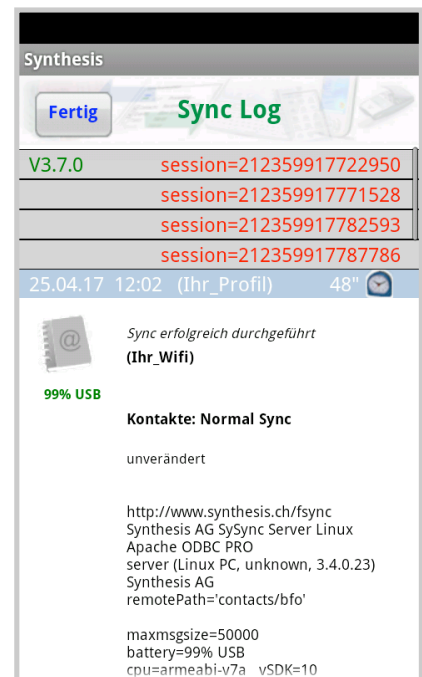 Synthesis
Fertig
Sync Log
V3.7.0 session=212359917722950
session=212359917771528
session=212359917782593
session=212359917787786
25.04.17 12:02 (Ihr_Profil) 48"
@
Sync erfolgreich durchgeführt
(Ihr_Wifi)
99% USB
Kontakte: Normal Sync
unverändert
http://www.synthesis.ch/fsync
Synthesis AG SySync Server Linux
Apache ODBC PRO
server (Linux PC, unknown, 3.4.0.23)
Synthesis AG
remotePath='contacts/bfo'
maxmsgsize=50000
battery=99% USB
cpu=armeabi-v7a vSDK=10